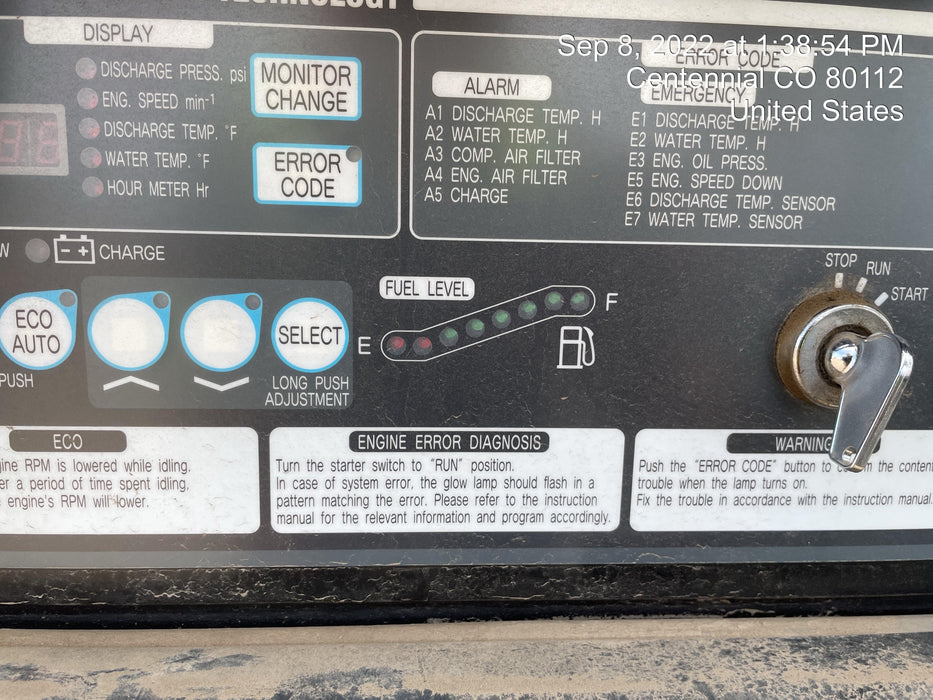 TECHNOLOGY
DISPLAY
DISCHARGE PRESS. psi
ENG. SPEED min-1
DISCHARGE TEMP. °F
WATER TEMP. °F
HOUR METER Hr
MONITOR
CHANGE
ERROR
CODE
Sep 8, 2022 at 1:38:54 PM
Centennial CO 80112
United States
ERROR CODE
ALARM
A1 DISCHARGE TEMP. H
A2 WATER TEMP. H
A3 COMP. AIR FILTER
A4 ENG. AIR FILTER
A5 CHARGE
EMERGENCY
E1 DISCHARGE TEMP. H
E2 WATER TEMP. H
E3 ENG. OIL PRESS.
E5 ENG. SPEED DOWN
E6 DISCHARGE TEMP. SENSOR
E7 WATER TEMP. SENSOR
CHARGE
ECO
AUTO
PUSH
SELECT
LONG PUSH
ADJUSTMENT
FUEL LEVEL
E
F
STOP
RUN
START
ECO
RPM is lowered while idling.
a period of time spent idling,
engine's RPM will lower.
ENGINE ERROR DIAGNOSIS
Turn the starter switch to "RUN" position.
In case of system error, the glow lamp should flash in a
pattern matching the error. Please refer to the instruction
manual for the relevant information and program accordingly.
WARNING
Push the "ERROR CODE" button to the content
trouble when the lamp turns on.
Fix the trouble in accordance with the instruction manual.